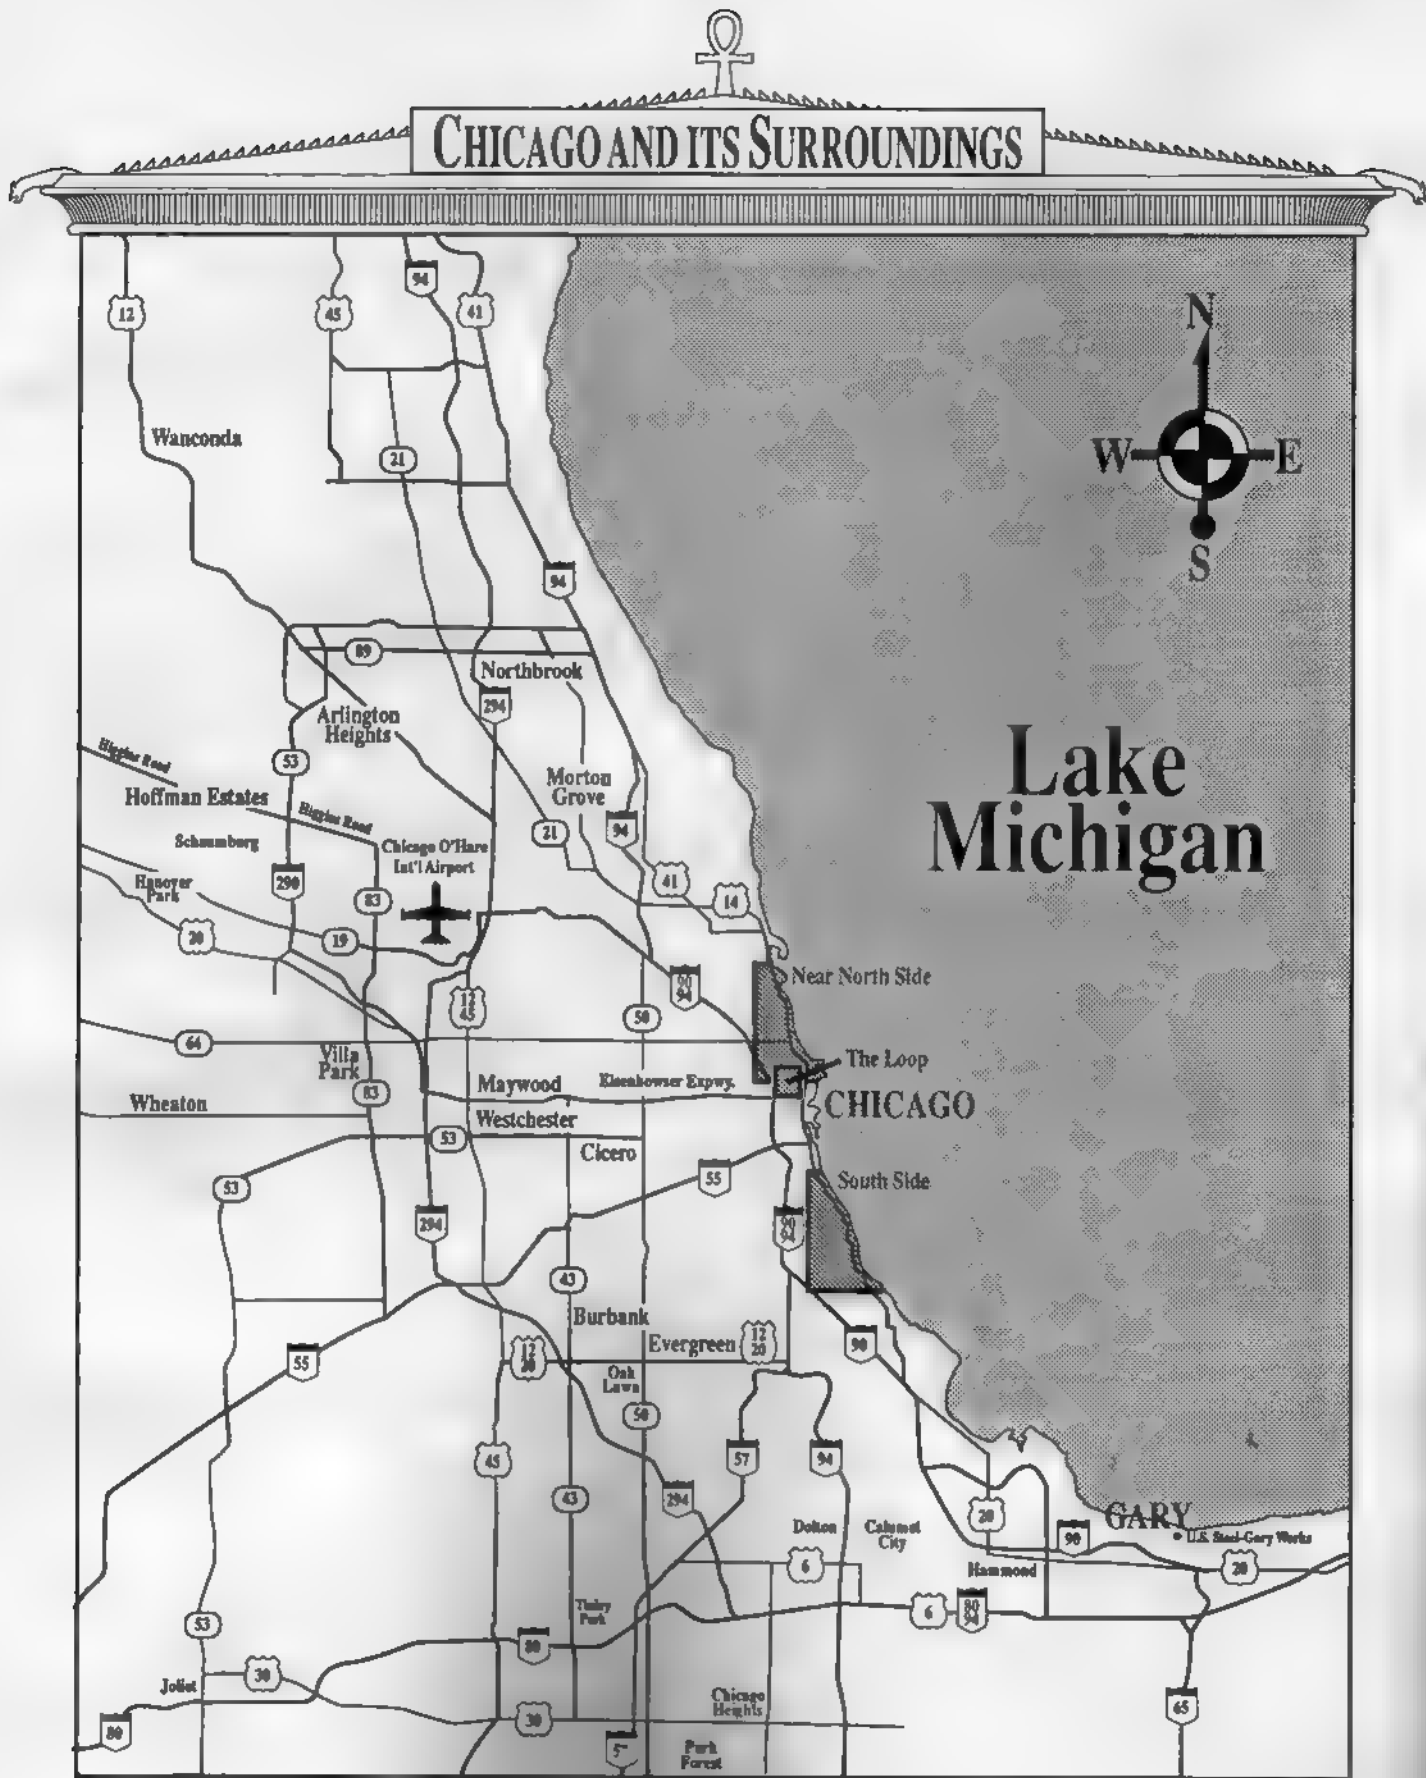 CHICAGO AND ITS SURROUNDINGS
94
12
45
41
N
Wanconda
W
E
21
S
94
89
Northbrook
294
Arlington
Heights
Lake
Michigan
Higgins Road
53
Morton
Grove
Hoffman Estates
Higgins Road
94
21
Schaumburg
Chicago O'Hare
Int'l Airport
290
Hanover
Park
41
83
14
20
19
Near North Side
90
94
12
45
50
64
Villa
Park
The Loop
Maywood
Eisenhowser Expwy.
83
Wheaton
CHICAGO
Westchester
53
Cicero
55
53
South Side
294
90
94
43
Burbank
Evergreen
12
20
90
12
20
55
Oak
Lawn
50
45
57
94
43
294
20
GARY
Dolton
Calumet
City
90
U.S. Steel-Gary Works
6
Hammond
20
Tinley
Park
6
80
94
53
80
Joliet
30
Chicago
Heights
65
80
30
Park
Forest